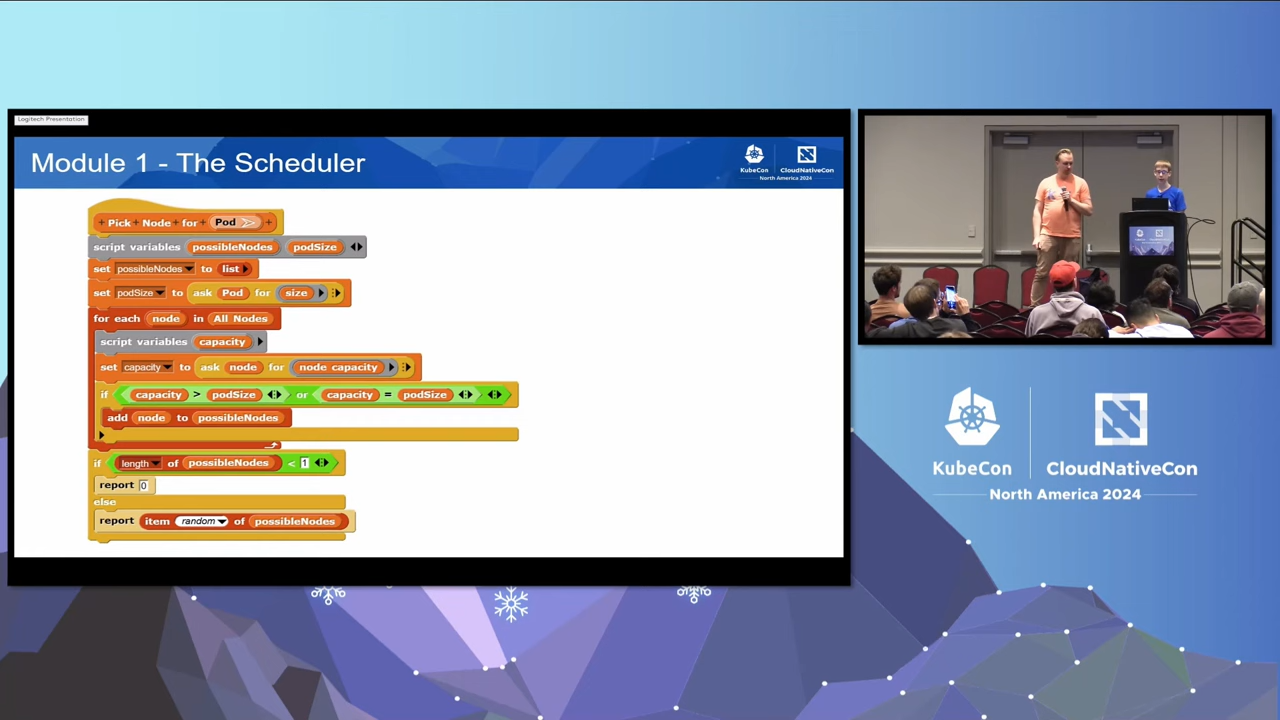 Logitech Presentation
Module 1 - The Scheduler
KubeCon
CloudNativeCon
North America 2024
+ Pick + Node + for + Pod +
script variables possibleNodes podSize
set possibleNodes to list
set podSize to ask Pod for size
for each node in All Nodes
script variables capacity
set capacity to ask node for node capacity
if capacity > podSize or capacity = podSize
add node to possibleNodes
if length of possibleNodes < 1
report 0
else
report item random of possibleNodes
KubeCon
CloudNativeCon
North America 2024